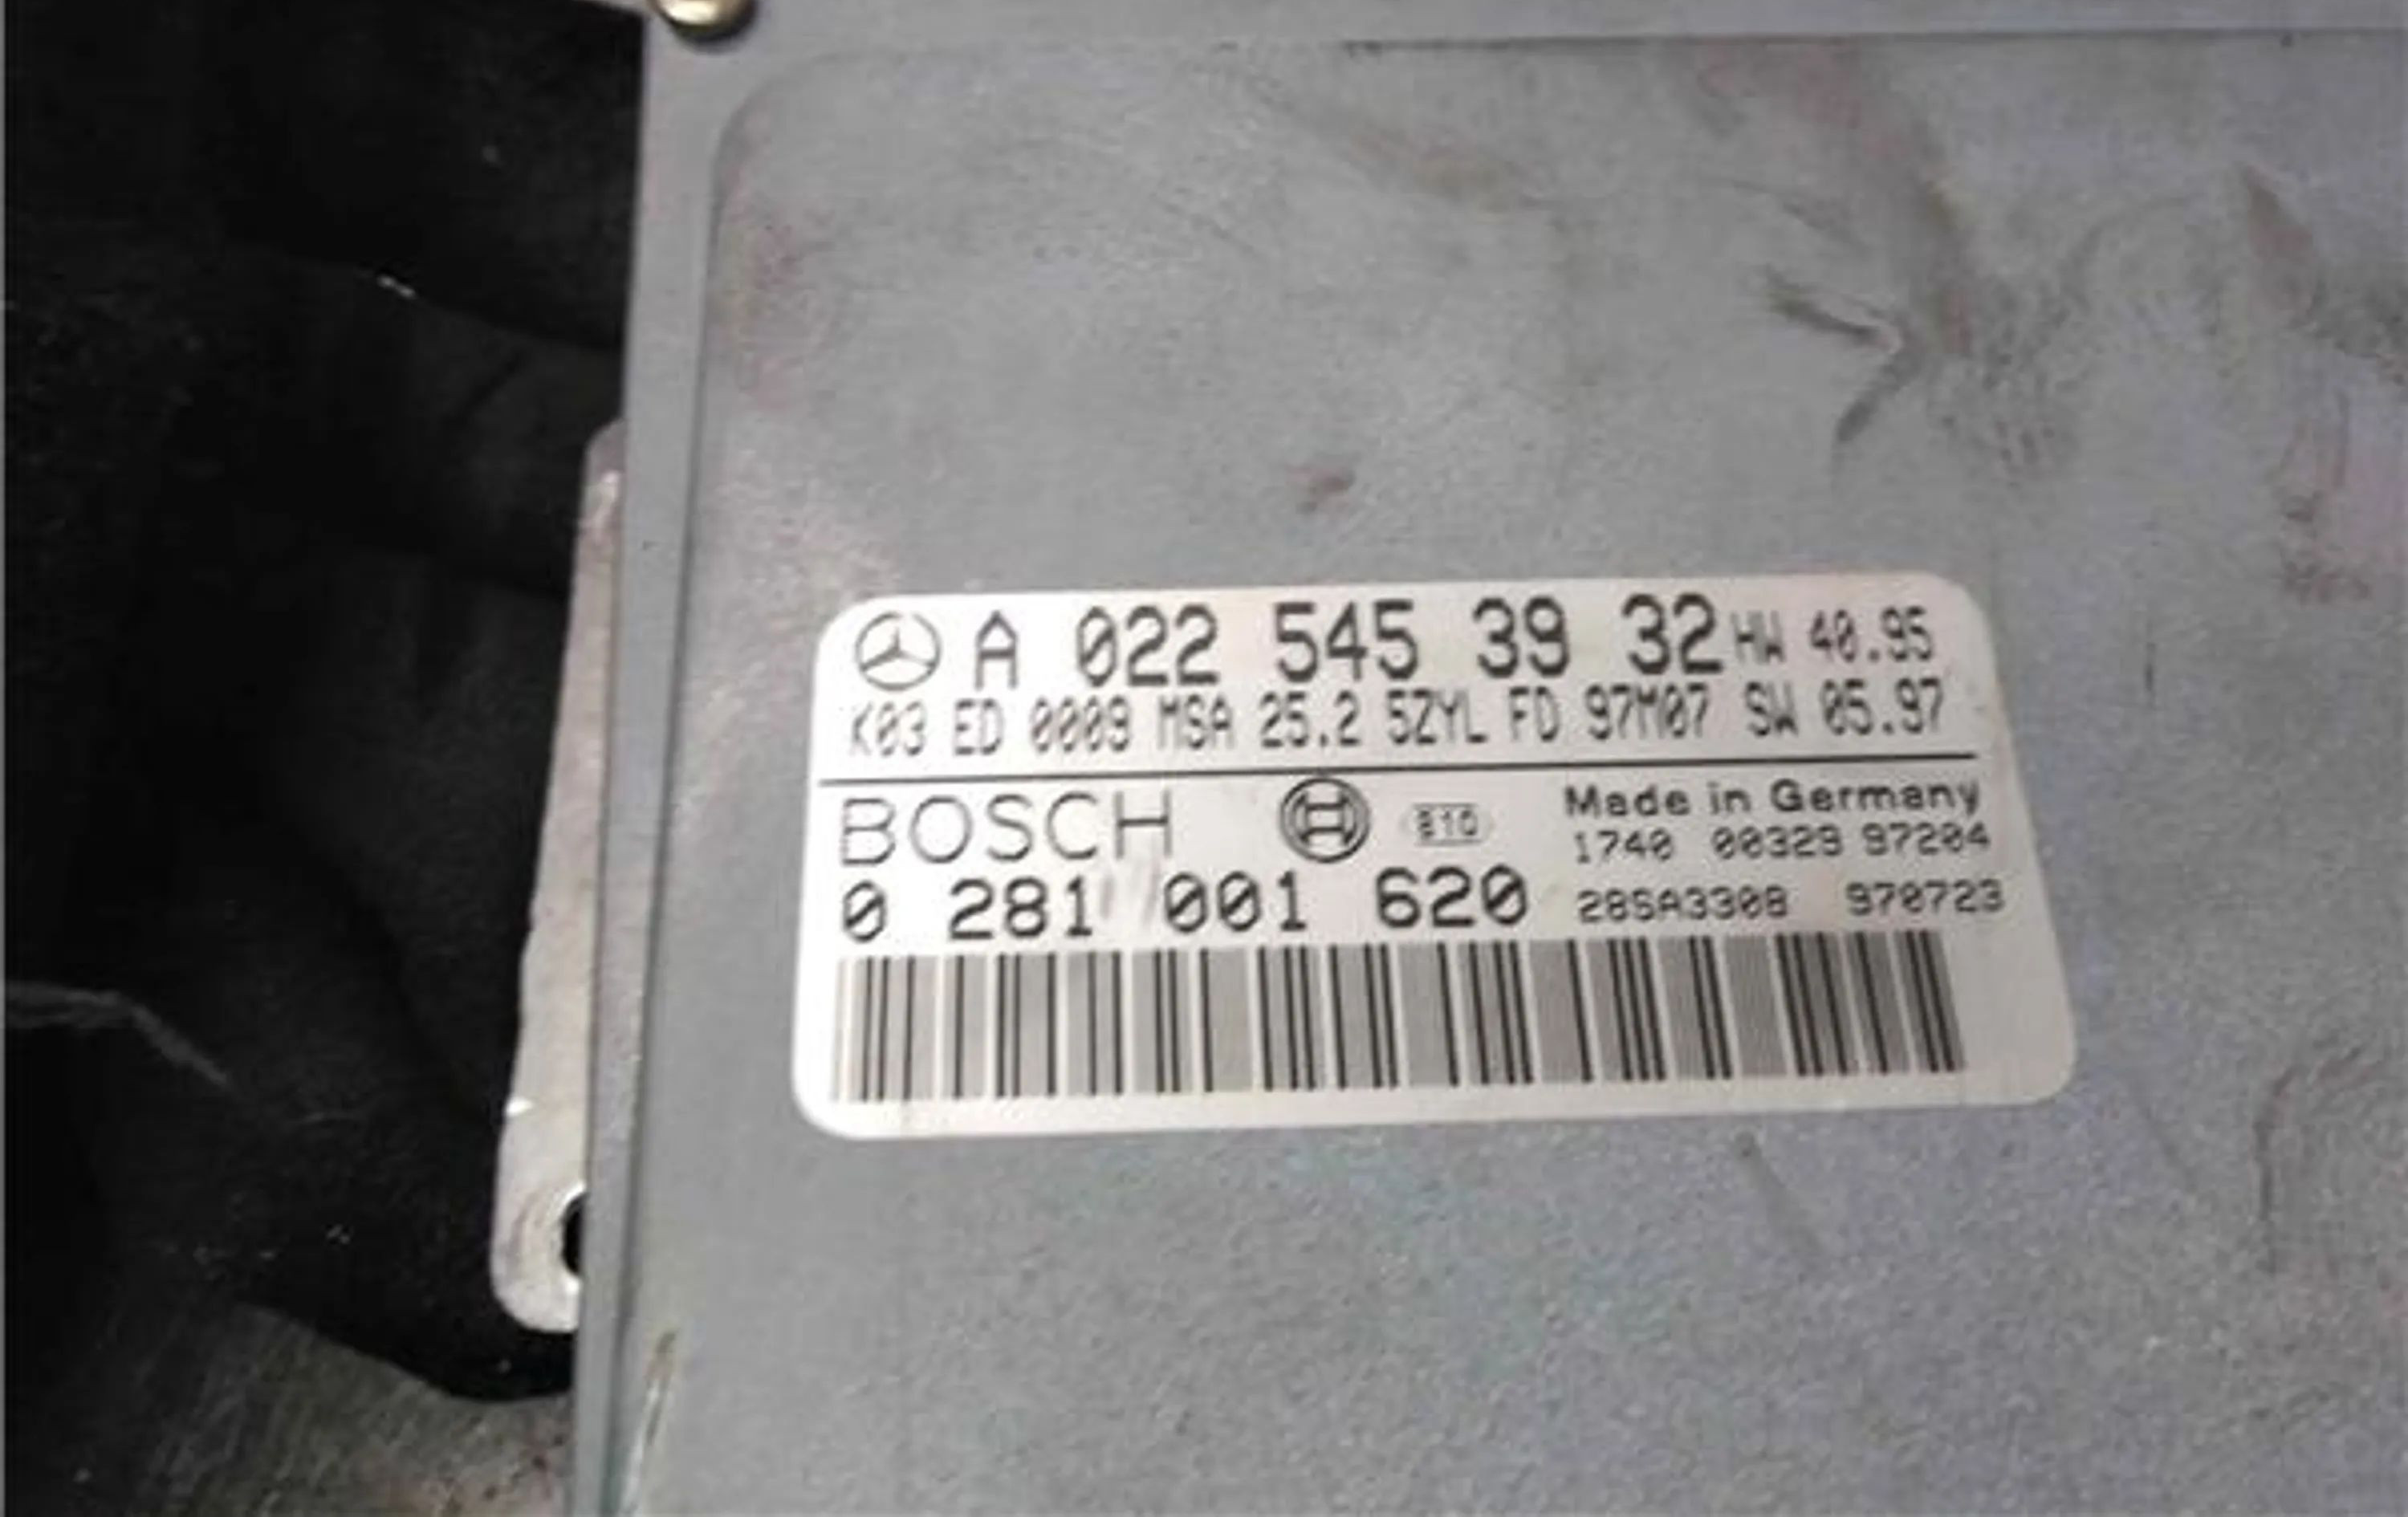 A 022 545 39 32 HW 40.95
K03 ED 0009 MSA 25.2 5ZYL FD 97M07 SW 05.97
BOSCH 810 Made in Germany
1740 00329 97204
0 281 001 620 28SA3308 970723